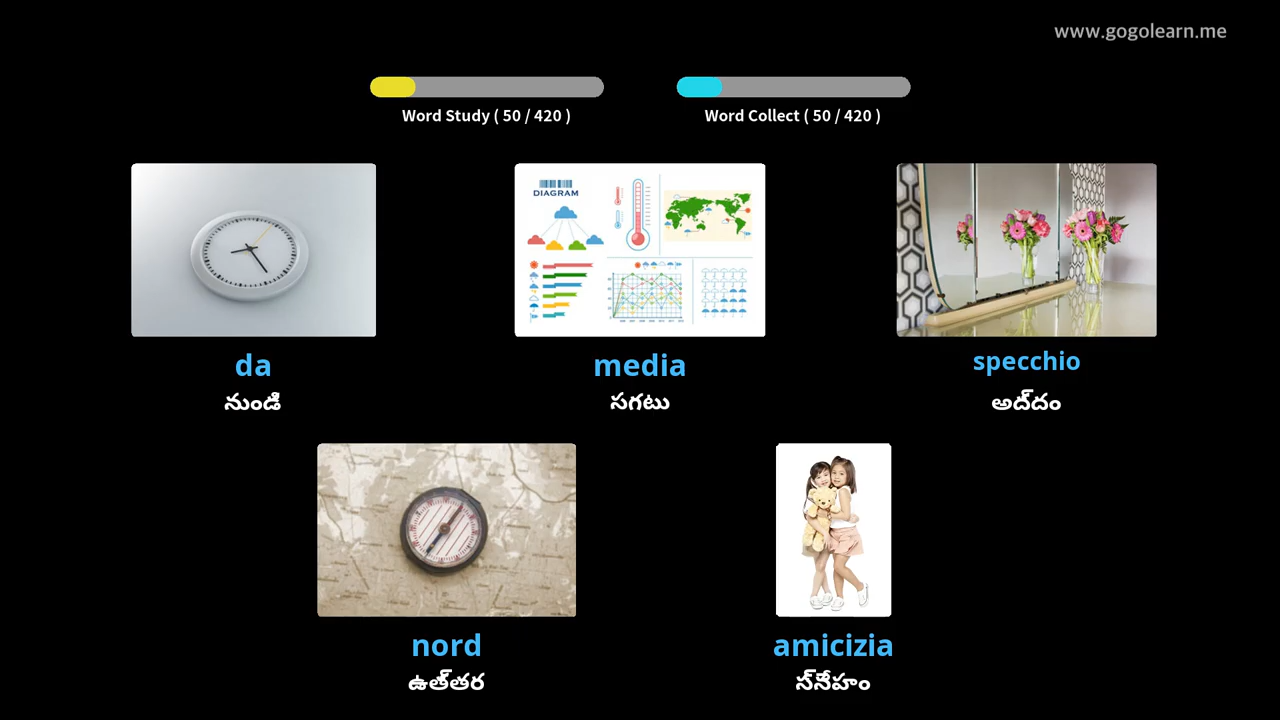 www.gogolearn.me
Word Study ( 50 / 420 )
Word Collect ( 50 / 420 )
DIAGRAM
da
media
specchio
నుండి
సగటు
అద్‌దం
nord
amicizia
ఉత్‌తర
స్‌నేహం